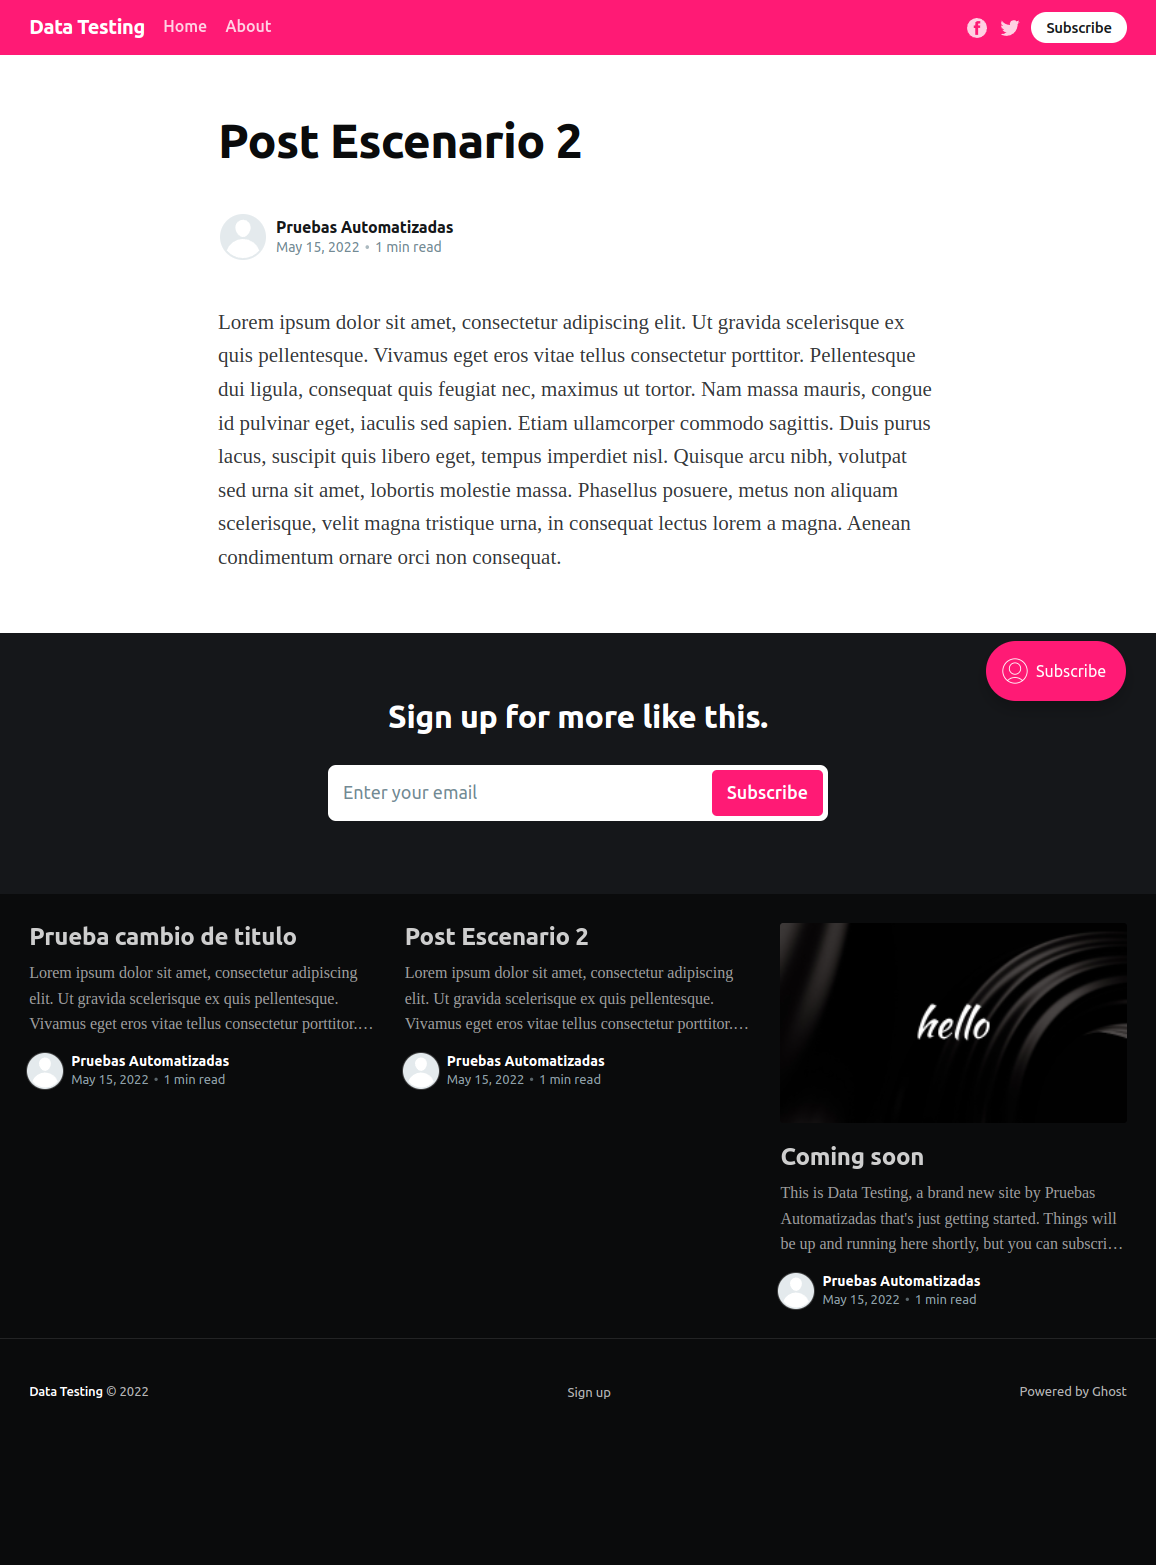 Data Testing Home About Subscribe
Post Escenario 2
Pruebas Automatizadas
May 15, 2022 • 1 min read
Lorem ipsum dolor sit amet, consectetur adipiscing elit. Ut gravida scelerisque ex
quis pellentesque. Vivamus eget eros vitae tellus consectetur porttitor. Pellentesque
dui ligula, consequat quis feugiat nec, maximus ut tortor. Nam massa mauris, congue
id pulvinar eget, iaculis sed sapien. Etiam ullamcorper commodo sagittis. Duis purus
lacus, suscipit quis libero eget, tempus imperdiet nisl. Quisque arcu nibh, volutpat
sed urna sit amet, lobortis molestie massa. Phasellus posuere, metus non aliquam
scelerisque, velit magna tristique urna, in consequat lectus lorem a magna. Aenean
condimentum ornare orci non consequat.
Subscribe
Sign up for more like this.
Enter your email Subscribe
Prueba cambio de titulo
Lorem ipsum dolor sit amet, consectetur adipiscing
elit. Ut gravida scelerisque ex quis pellentesque.
Vivamus eget eros vitae tellus consectetur porttitor.…
Pruebas Automatizadas
May 15, 2022 • 1 min read
Post Escenario 2
Lorem ipsum dolor sit amet, consectetur adipiscing
elit. Ut gravida scelerisque ex quis pellentesque.
Vivamus eget eros vitae tellus consectetur porttitor.…
Pruebas Automatizadas
May 15, 2022 • 1 min read
hello
Coming soon
This is Data Testing, a brand new site by Pruebas
Automatizadas that's just getting started. Things will
be up and running here shortly, but you can subscri…
Pruebas Automatizadas
May 15, 2022 • 1 min read
Data Testing © 2022
Sign up
Powered by Ghost